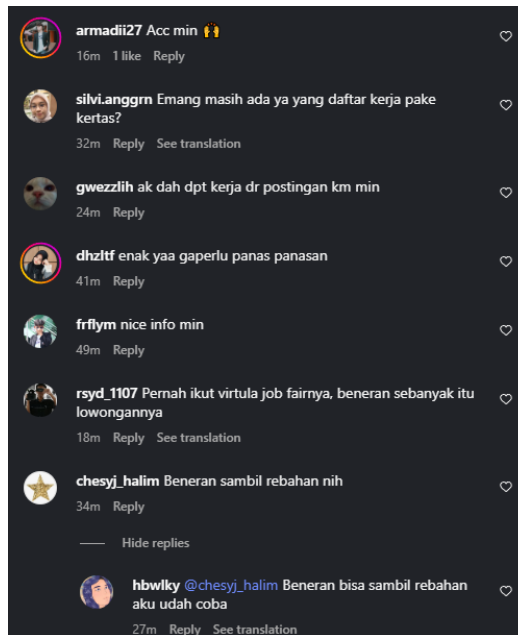 armadii27 Acc min 🙌
16m 1 like Reply
silvi.anggrn Emang masih ada ya yang daftar kerja pake
kertas?
32m Reply See translation
gwezzlih ak dah dpt kerja dr postingan km min
24m Reply
dhzltf enak yaa gaperlu panas panasan
41m Reply
frflym nice info min
49m Reply
rsyd_1107 Pernah ikut virtula job fairnya, beneran sebanyak itu
lowongannya
18m Reply See translation
chesyj_halim Beneran sambil rebahan nih
34m Reply
Hide replies
hbwlky @chesyj_halim Beneran bisa sambil rebahan
aku udah coba
27m Reply See translation